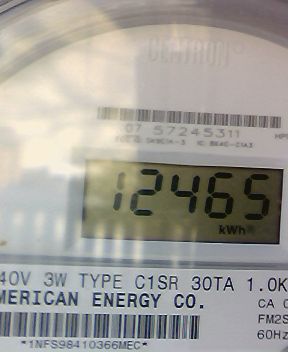 CENTRON®
07 57245311
12465
kWh
40V 3W TYPE C1SR 30TA 1.0K
MERICAN ENERGY CO.
CA 0
FM2S
60Hz
*1NFS98410366MEC*